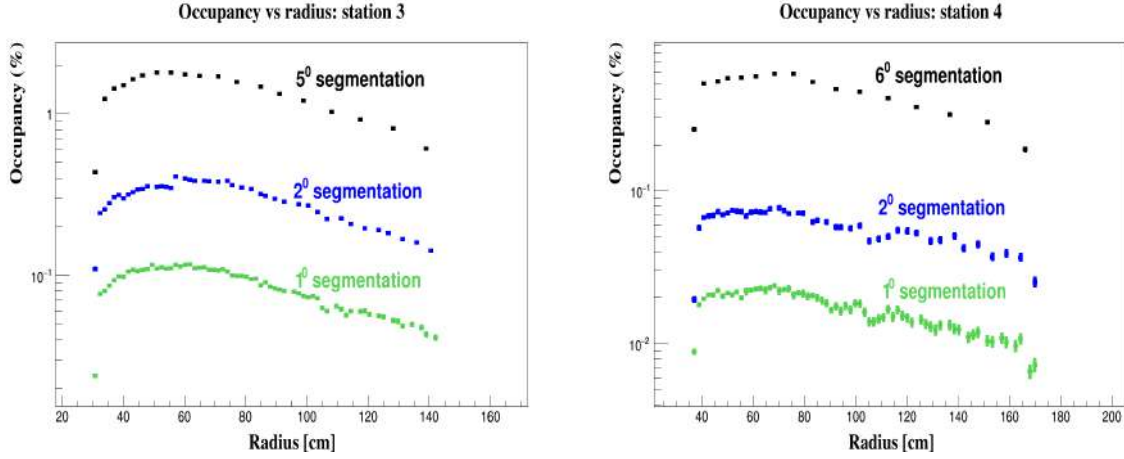 Occupancy vs radius: station 3
Occupancy (%)
1
10⁻¹
5⁰ segmentation
2⁰ segmentation
1⁰ segmentation
20 40 60 80 100 120 140 160
Radius [cm]
Occupancy vs radius: station 4
Occupancy (%)
10⁻¹
10⁻²
6⁰ segmentation
2⁰ segmentation
1⁰ segmentation
40 60 80 100 120 140 160 180 200
Radius [cm]